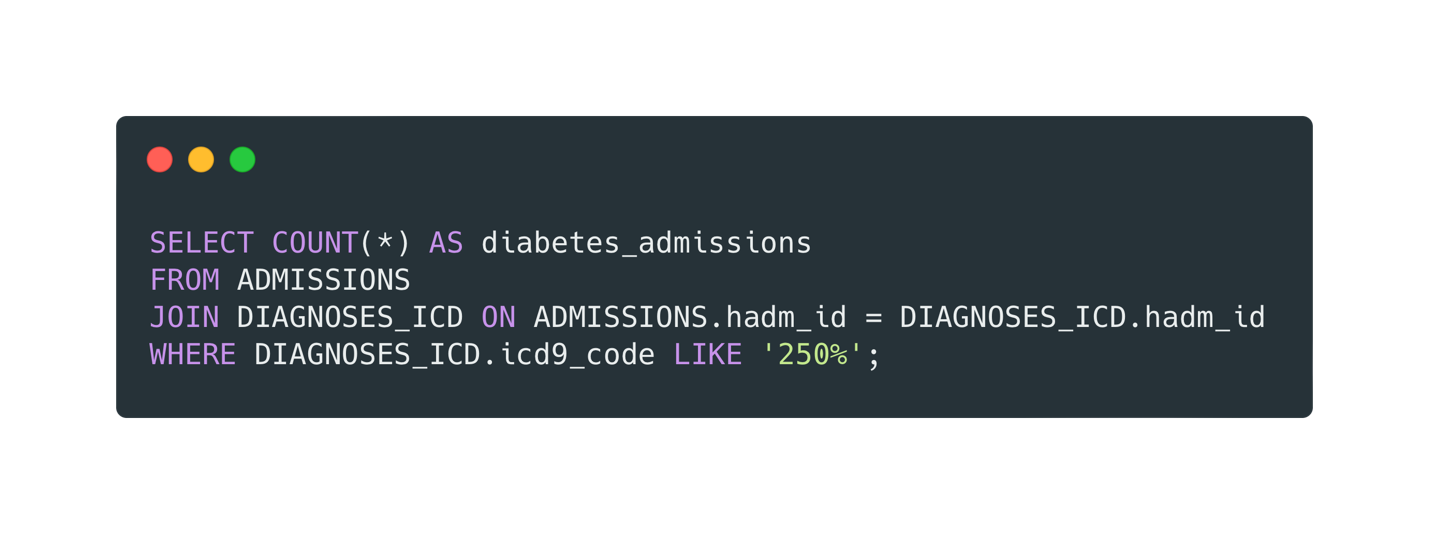 SELECT COUNT(*) AS diabetes_admissions
FROM ADMISSIONS
JOIN DIAGNOSES_ICD ON ADMISSIONS.hadm_id = DIAGNOSES_ICD.hadm_id
WHERE DIAGNOSES_ICD.icd9_code LIKE '250%';